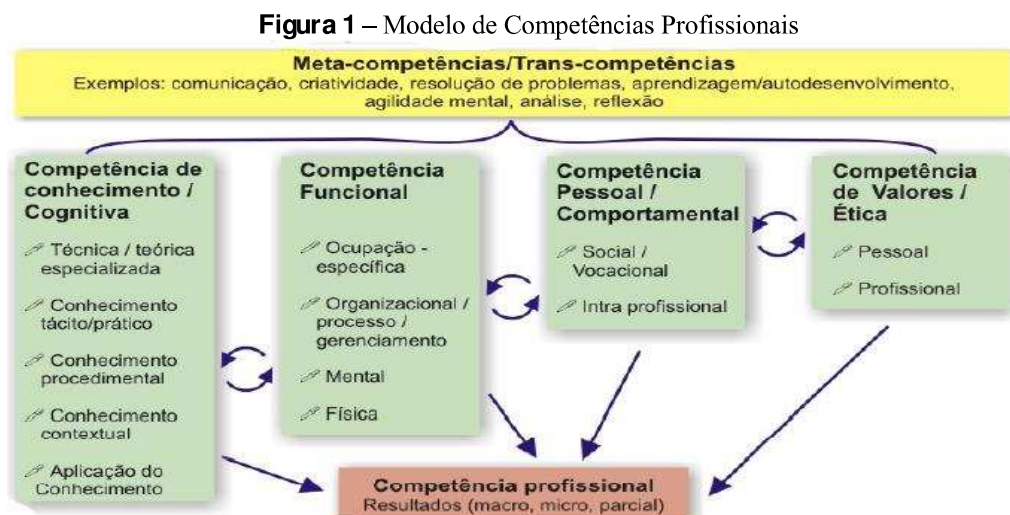 Figura 1 – Modelo de Competências Profissionais
Meta-competências/Trans-competências
Exemplos: comunicação, criatividade, resolução de problemas, aprendizagem/autodesenvolvimento,
agilidade mental, análise, reflexão
Competência de
conhecimento /
Cognitiva
Técnica / teórica
especializada
Conhecimento
tácito/prático
Conhecimento
procedimental
Conhecimento
contextual
Aplicação do
Conhecimento
Competência
Funcional
Ocupação -
específica
Organizacional /
processo /
gerenciamento
Mental
Física
Competência
Pessoal /
Comportamental
Social /
Vocacional
Intra profissional
Competência
de Valores /
Ética
Pessoal
Profissional
Competência profissional
Resultados (macro, micro, parcial)